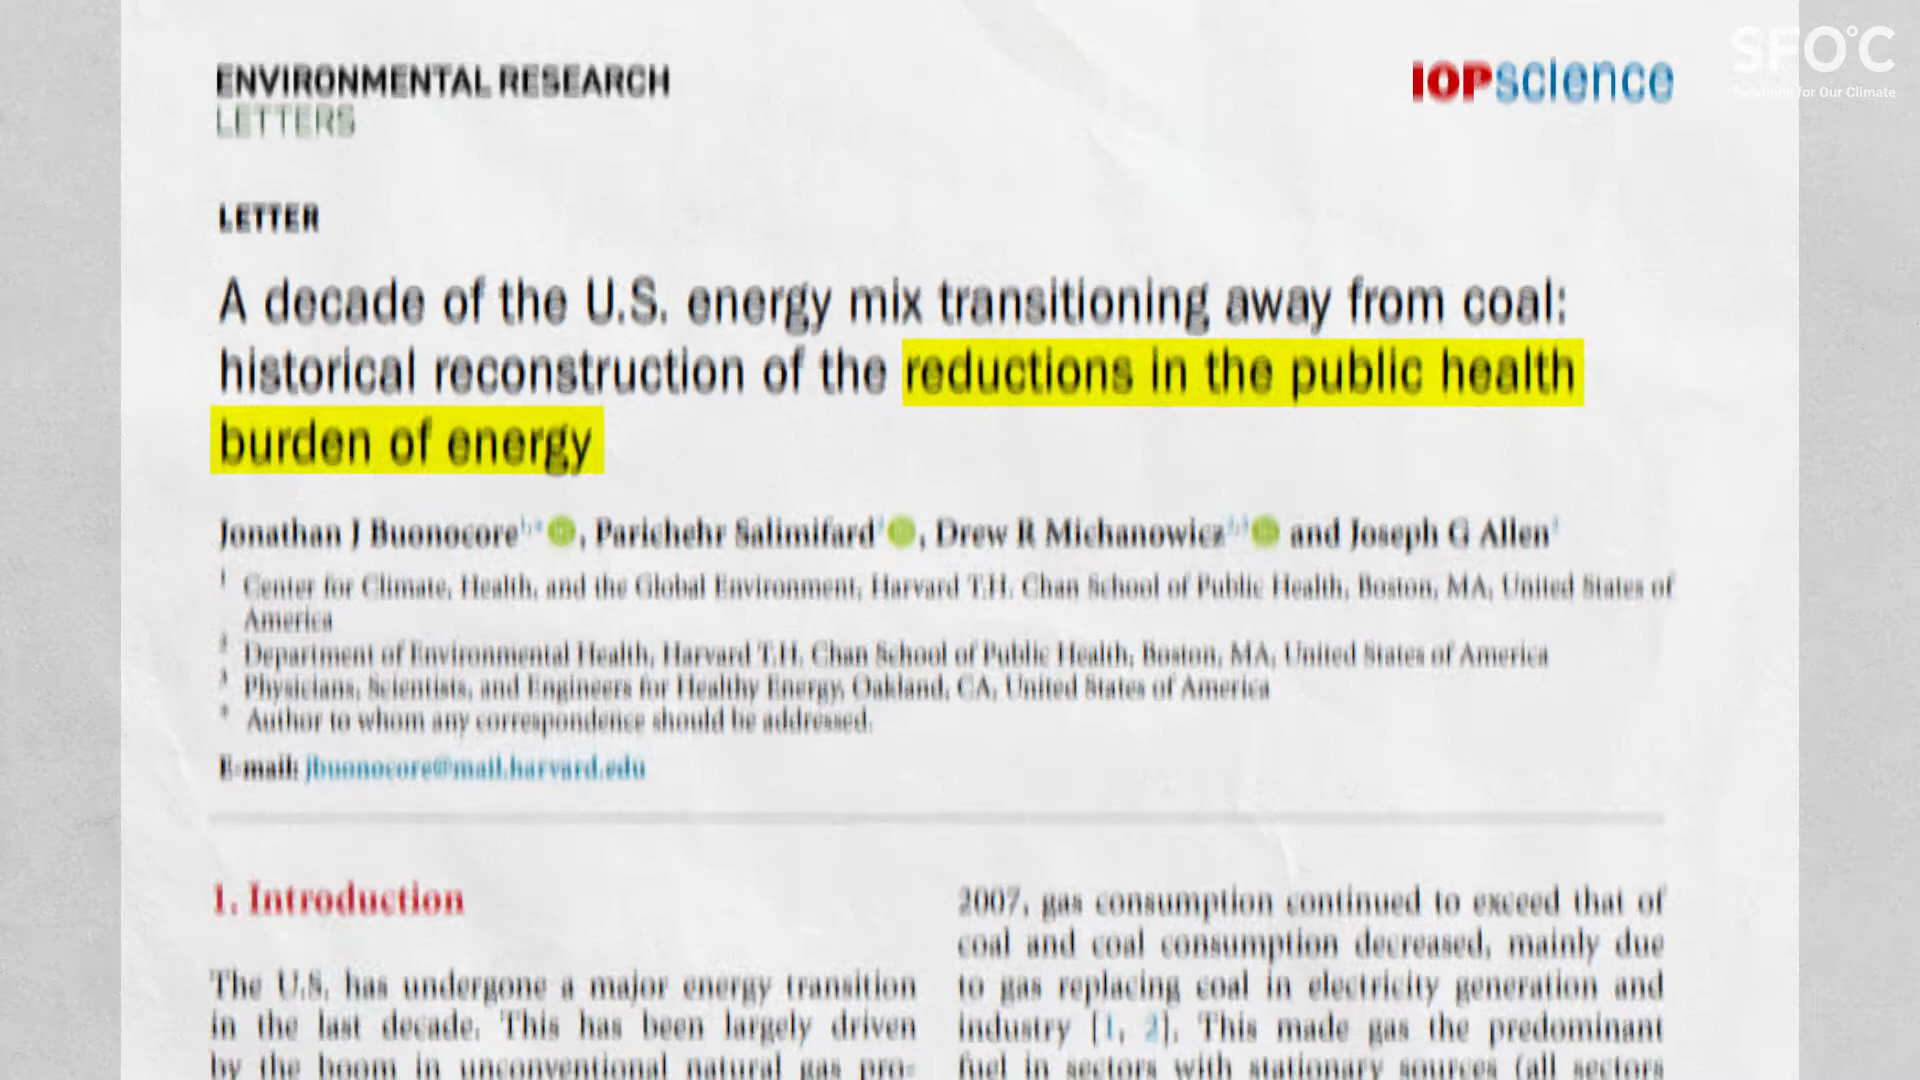 ENVIRONMENTAL RESEARCH
LETTERS
IOPscience
SFO°C
for Our Climate
LETTER
A decade of the U.S. energy mix transitioning away from coal:
historical reconstruction of the reductions in the public health
burden of energy
Jonathan J Buonocore1,*, Parichehr Salimifard, Drew R Michanowicz and Joseph G Allen
1 Center for Climate, Health, and the Global Environment, Harvard T.H. Chan School of Public Health, Boston, MA, United States of
America
2 Department of Environmental Health, Harvard T.H. Chan School of Public Health, Boston, MA, United States of America
3 Physicians, Scientists, and Engineers for Healthy Energy, Oakland, CA, United States of America
* Author to whom any correspondence should be addressed.
E-mail: jbuonocore@mail.harvard.edu
1. Introduction
The U.S. has undergone a major energy transition
in the last decade. This has been largely driven
by the boom in unconventional natural gas pro-
2007, gas consumption continued to exceed that of
coal and coal consumption decreased, mainly due
to gas replacing coal in electricity generation and
industry [1, 2]. This made gas the predominant
fuel in sectors with stationary sources (all sectors